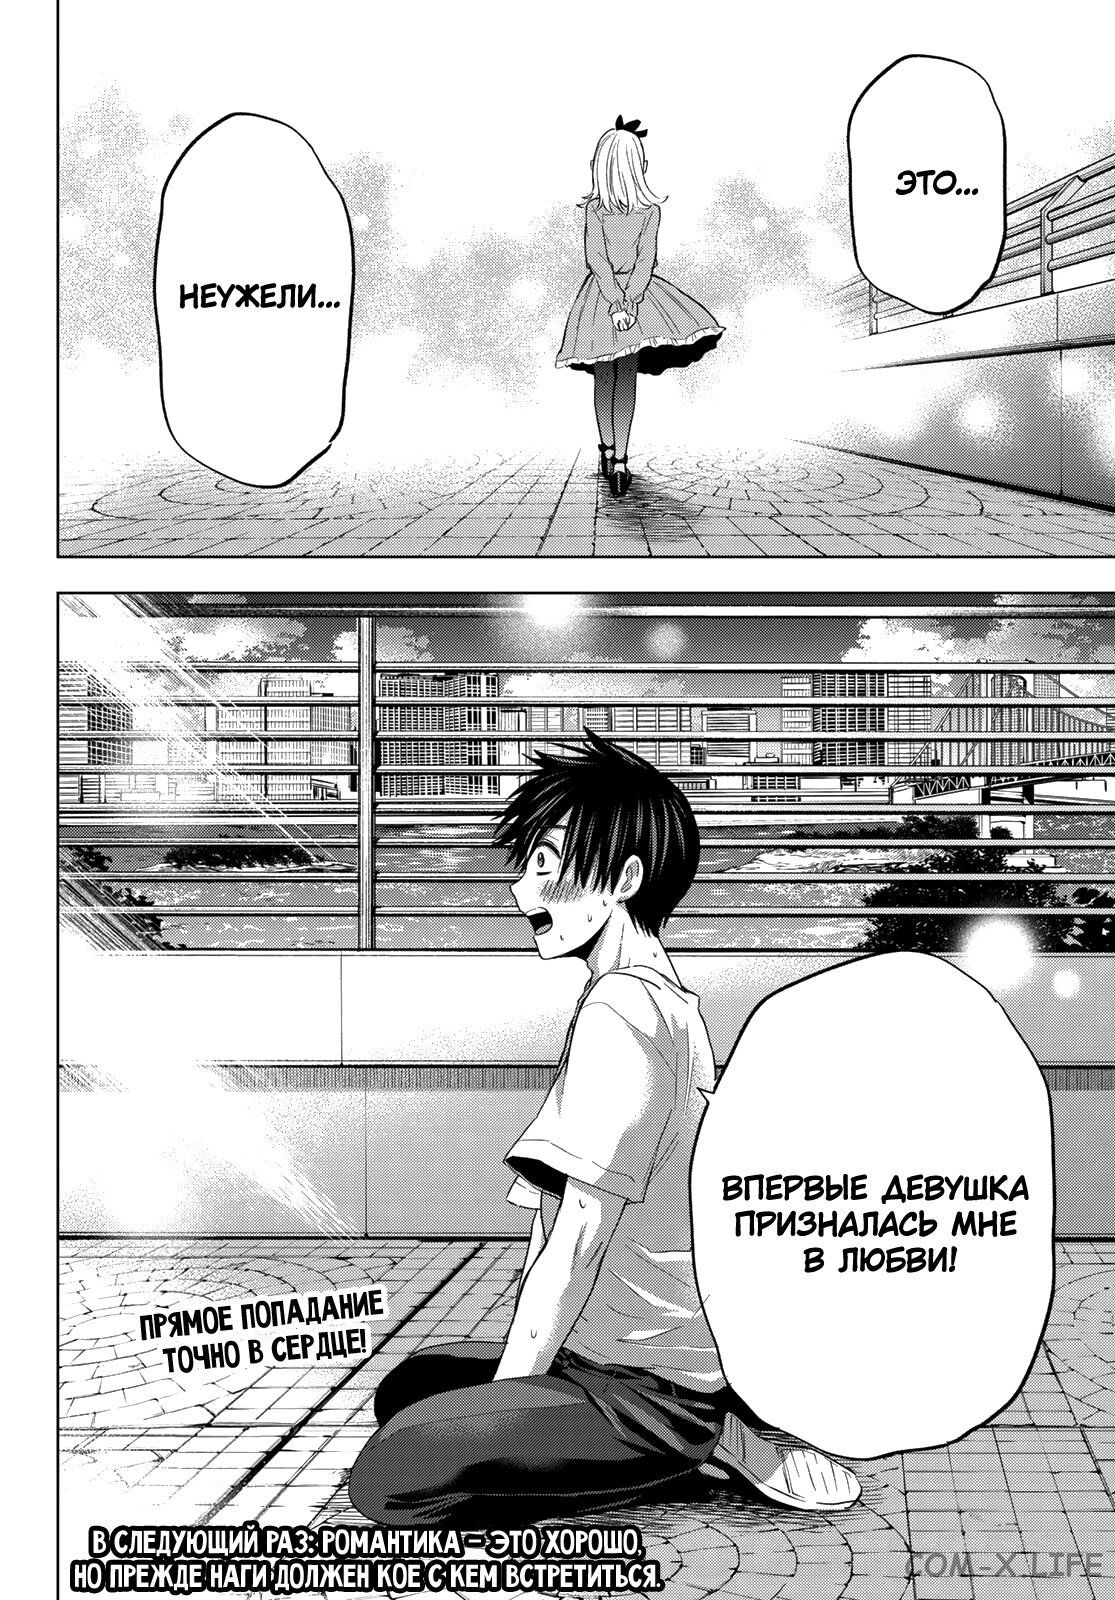 ЭТО...
НЕУЖЕЛИ...
ВПЕРВЫЕ ДЕВУШКА
ПРИЗНАЛАСЬ МНЕ
В ЛЮБВИ!
ПРЯМОЕ ПОПАДАНИЕ
ТОЧНО В СЕРДЦЕ!
В СЛЕДУЮЩИЙ РАЗ: РОМАНТИКА – ЭТО ХОРОШО,
НО ПРЕЖДЕ НАГИ ДОЛЖЕН КОЕ С КЕМ ВСТРЕТИТЬСЯ.
COM-X.LIFE